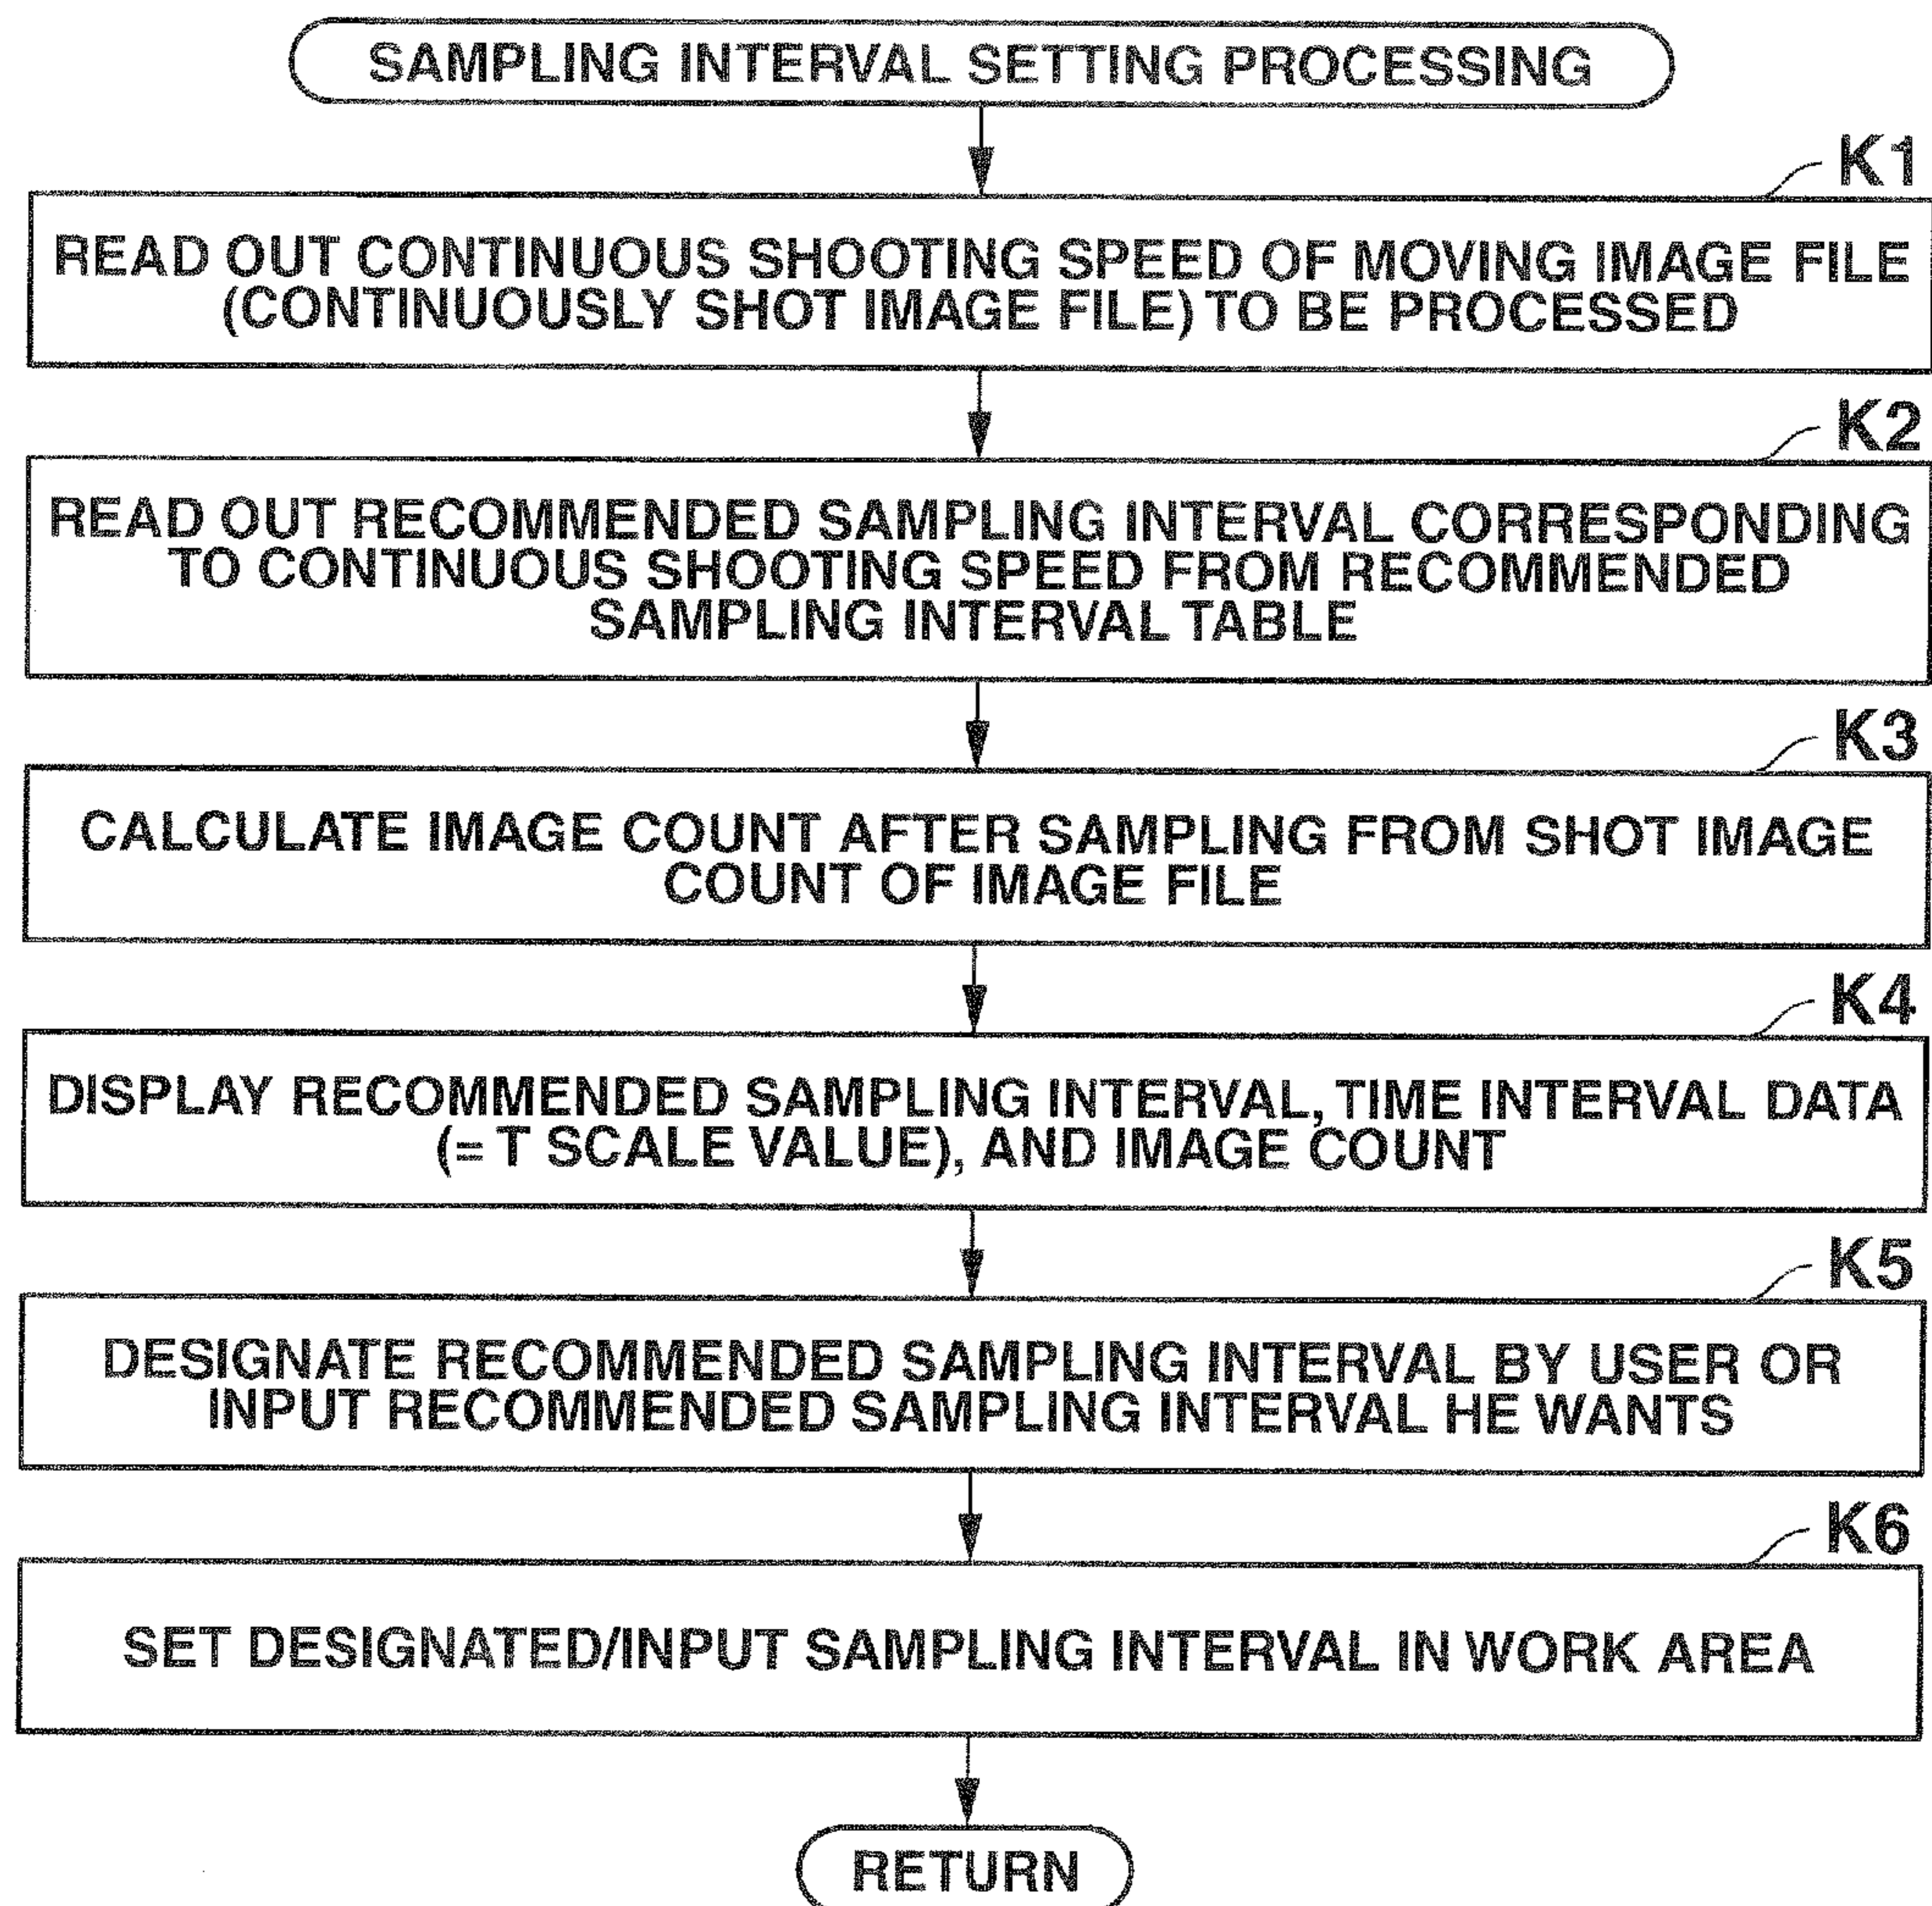 SAMPLING INTERVAL SETTING PROCESSING
K1
READ OUT CONTINUOUS SHOOTING SPEED OF MOVING IMAGE FILE
(CONTINUOUSLY SHOT IMAGE FILE) TO BE PROCESSED
K2
READ OUT RECOMMENDED SAMPLING INTERVAL CORRESPONDING
TO CONTINUOUS SHOOTING SPEED FROM RECOMMENDED
SAMPLING INTERVAL TABLE
K3
CALCULATE IMAGE COUNT AFTER SAMPLING FROM SHOT IMAGE
COUNT OF IMAGE FILE
K4
DISPLAY RECOMMENDED SAMPLING INTERVAL, TIME INTERVAL DATA
(= T SCALE VALUE), AND IMAGE COUNT
K5
DESIGNATE RECOMMENDED SAMPLING INTERVAL BY USER OR
INPUT RECOMMENDED SAMPLING INTERVAL HE WANTS
K6
SET DESIGNATED/INPUT SAMPLING INTERVAL IN WORK AREA
RETURN